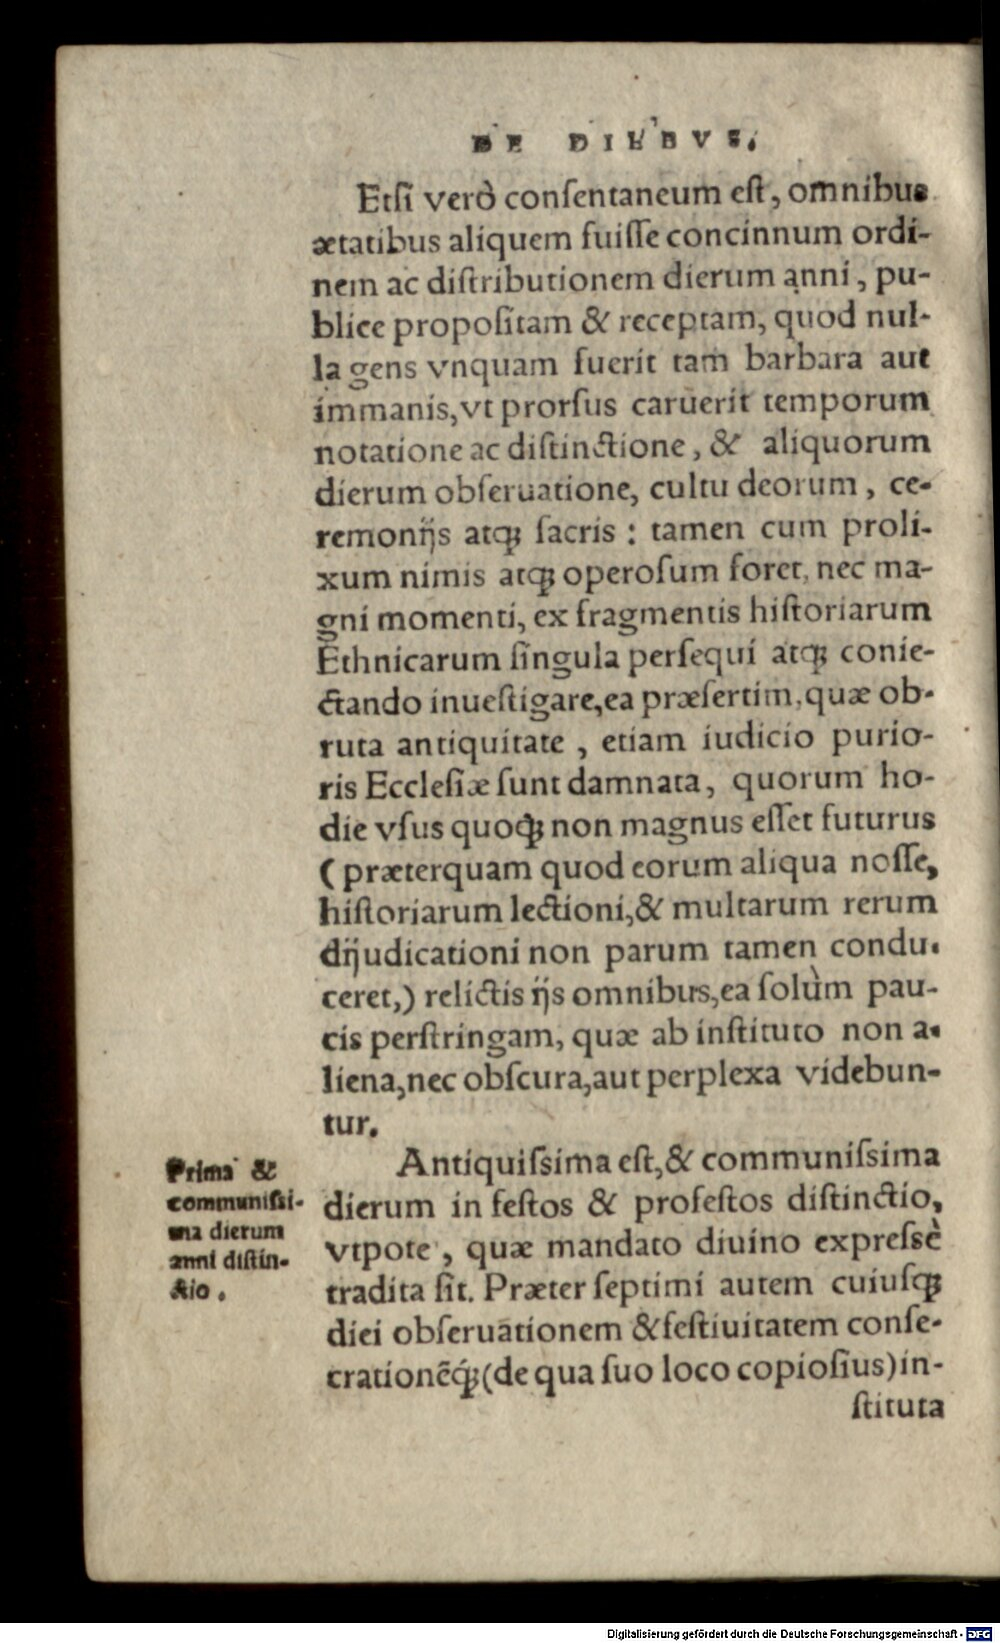 DE DIEBVS.
Etſi verò conſentaneum eſt, omnibus
ætatibus aliquem fuiſſe concinnum ordi-
nem ac diſtributionem dierum anni, pu-
blice propoſitam & receptam, quod nul-
la gens vnquam fuerit tam barbara aut
immanis, vt prorſus caruerit temporum
notatione ac diſtinctione, & aliquorum
dierum obſeruatione, cultu deorum, ce-
remonijs atqꝫ ſacris : tamen cum proli-
xum nimis atqꝫ operoſum foret, nec ma-
gni momenti, ex fragmentis hiſtoriarum
Ethnicarum ſingula perſequi atqꝫ conie-
ctando inueſtigare, ea præſertim, quæ ob-
ruta antiquitate , etiam iudicio purio-
ris Eccleſiæ ſunt damnata, quorum ho-
die vſus quoqꝫ non magnus eſſet futurus
(præterquam quod eorum aliqua noſſe,
hiſtoriarum lectioni, & multarum rerum
dijudicationi non parum tamen condu-
ceret,) relictis ijs omnibus, ea ſolùm pau-
cis perſtringam, quæ ab inſtituto non a-
liena, nec obſcura, aut perplexa videbun-
tur.
Antiquiſsima eſt, & communiſsima
dierum in feſtos & profeſtos diſtinctio,
vtpote , quæ mandato diuino expreſsè
tradita ſit. Præter ſeptimi autem cuiuſqꝫ
diei obſeruationem & feſtiuitatem conſe-
crationẽqꝫ́ (de qua ſuo loco copioſius) in-
ſtituta
Prima &
communiſsi-
ma dierum
anni diſtin-
ctio.
Digitalisierung gefördert durch die Deutsche Forschungsgemeinschaft - DFG